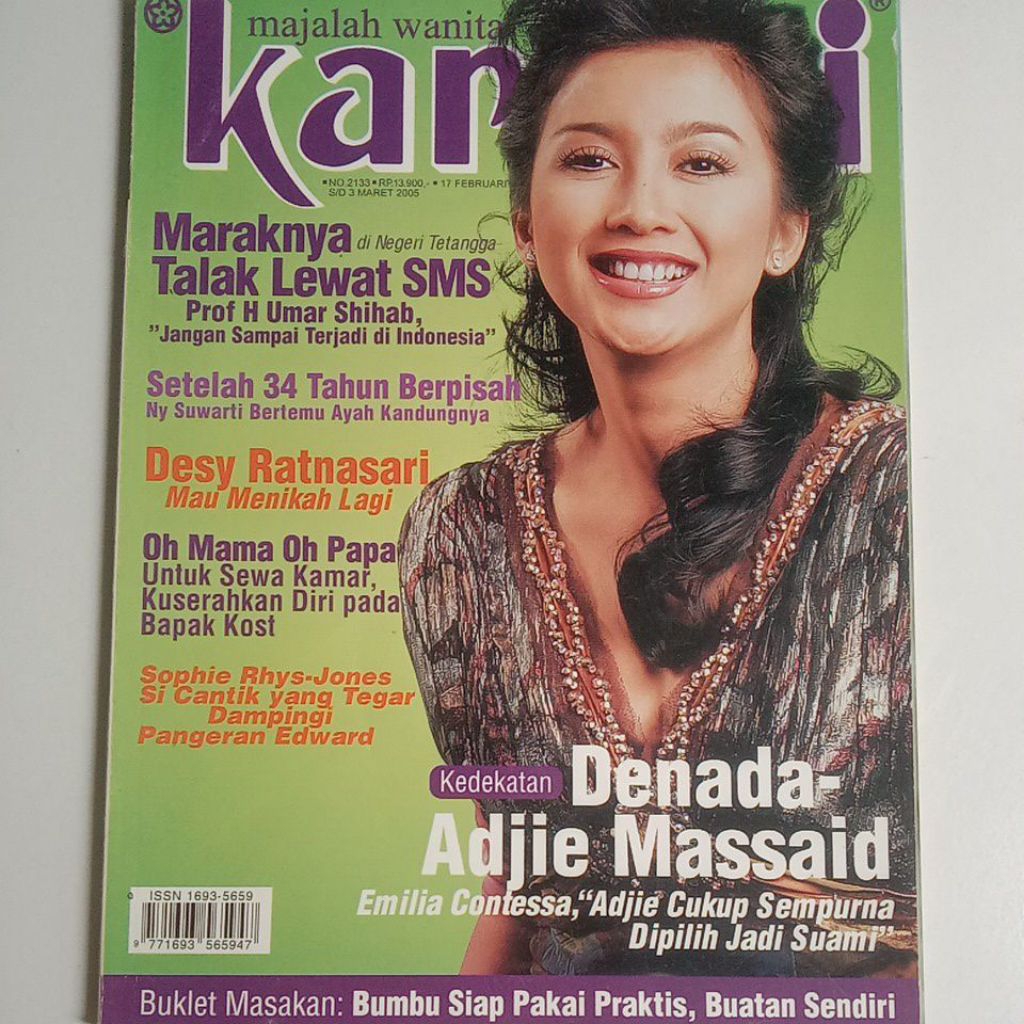 majalah wanita
kar i ®
■NO.2133■RP.13.900,-■17 FEBRUARI
S/D 3 MARET 2005
Maraknya di Negeri Tetangga
Talak Lewat SMS
Prof H Umar Shihab,
"Jangan Sampai Terjadi di Indonesia"
Setelah 34 Tahun Berpisah
Ny Suwarti Bertemu Ayah Kandungnya
Desy Ratnasari
Mau Menikah Lagi
Oh Mama Oh Papa
Untuk Sewa Kamar,
Kuserahkan Diri pada
Bapak Kost
Sophie Rhys-Jones
Si Cantik yang Tegar
Dampingi
Pangeran Edward
Kedekatan Denada-
Adjie Massaid
Emilia Contessa,"Adjie Cukup Sempurna
Dipilih Jadi Suami"
ISSN 1693-5659
9 771693 565947
Buklet Masakan: Bumbu Siap Pakai Praktis, Buatan Sendiri